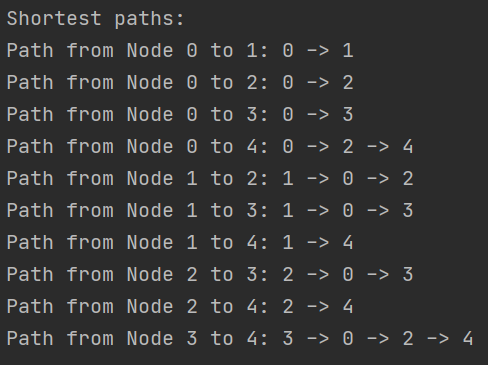 Shortest paths:
Path from Node 0 to 1: 0 -> 1
Path from Node 0 to 2: 0 -> 2
Path from Node 0 to 3: 0 -> 3
Path from Node 0 to 4: 0 -> 2 -> 4
Path from Node 1 to 2: 1 -> 0 -> 2
Path from Node 1 to 3: 1 -> 0 -> 3
Path from Node 1 to 4: 1 -> 4
Path from Node 2 to 3: 2 -> 0 -> 3
Path from Node 2 to 4: 2 -> 4
Path from Node 3 to 4: 3 -> 0 -> 2 -> 4